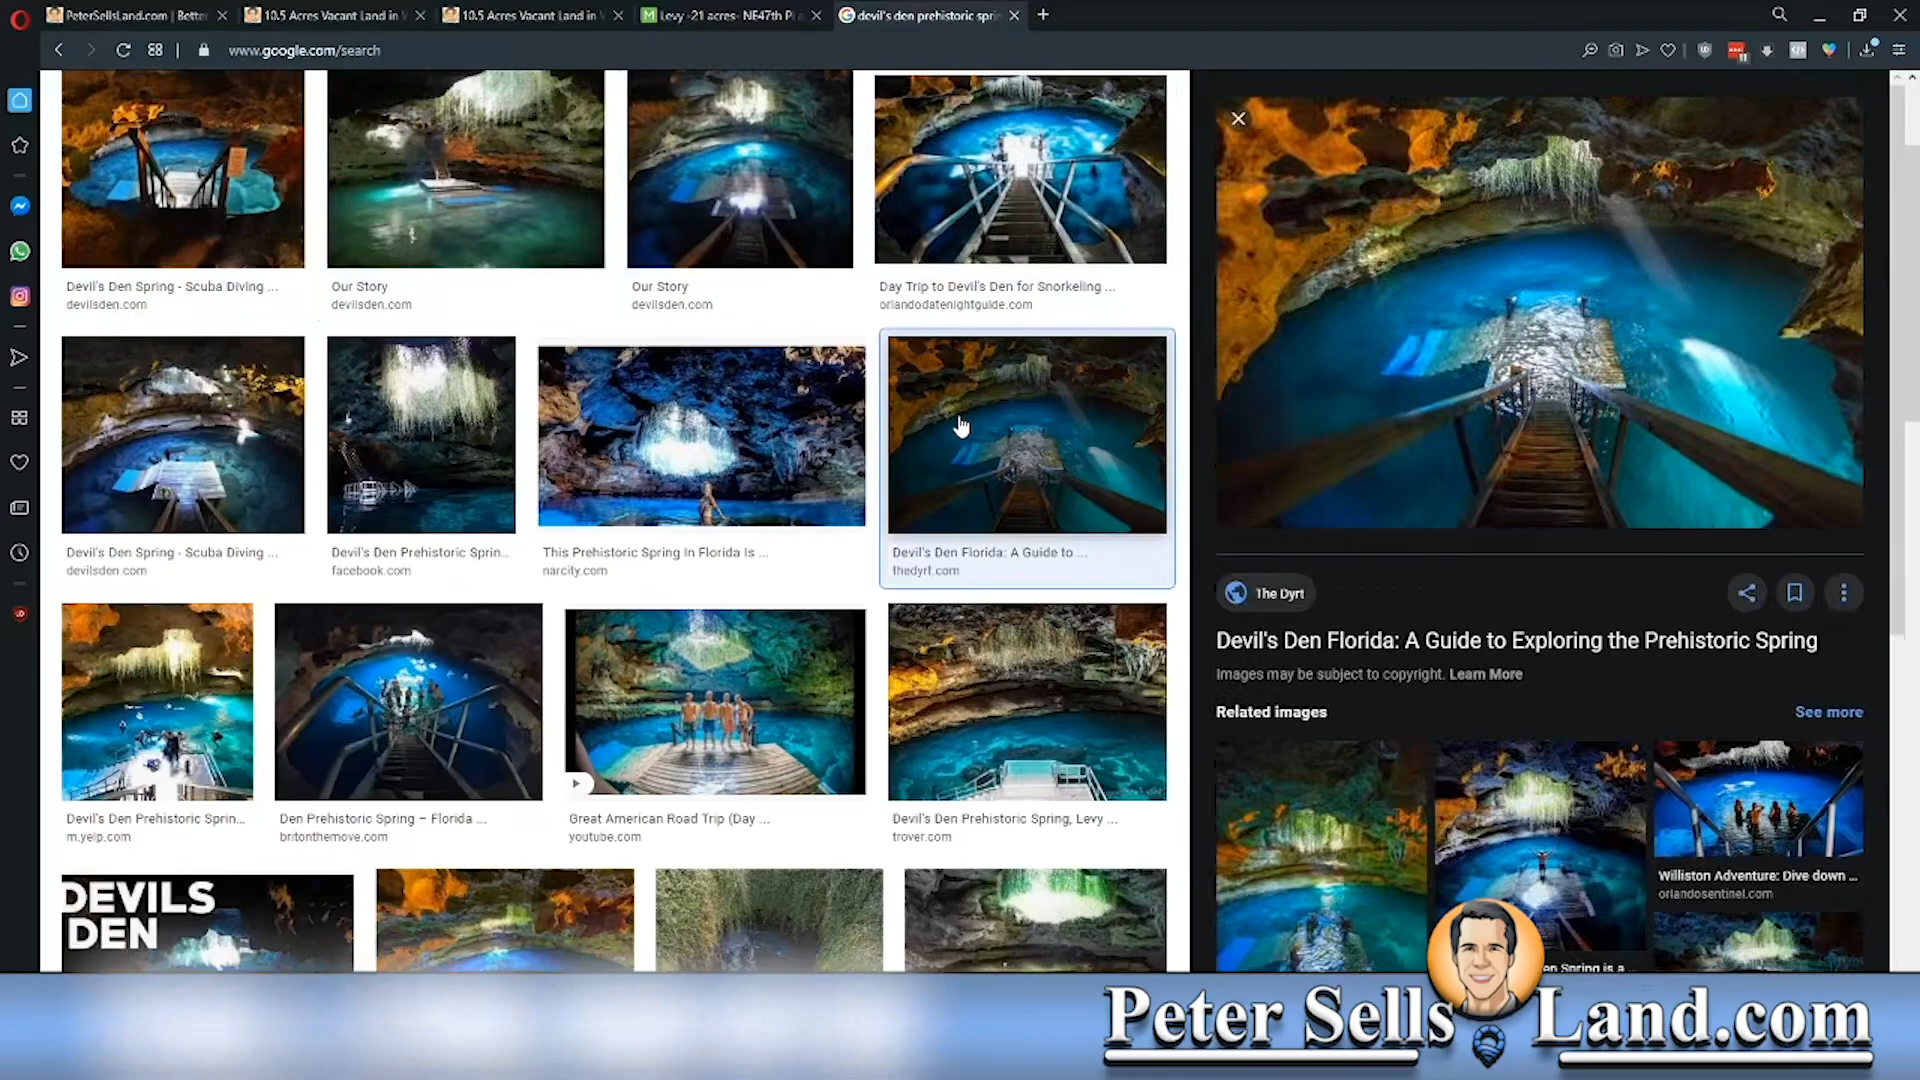 PeterSellsLand.com | Better
10.5 Acres Vacant Land in
10.5 Acres Vacant Land in
Levy -21 acres- NE47th Pl
devil's den prehistoric spri
www.google.com/search
Devil's Den Spring - Scuba Diving ...
devilsden.com
Our Story
devilsden.com
Our Story
devilsden.com
Day Trip to Devil's Den for Snorkeling ...
orlandodatenightguide.com
Devil's Den Spring - Scuba Diving ...
devilsden.com
Devil's Den Prehistoric Sprin...
facebook.com
This Prehistoric Spring In Florida Is ...
narcity.com
Devil's Den Florida: A Guide to ...
thedyrt.com
Devil's Den Prehistoric Sprin...
m.yelp.com
Den Prehistoric Spring – Florida ...
britonthemove.com
Great American Road Trip (Day ...
youtube.com
Devil's Den Prehistoric Spring, Levy ...
trover.com
DEVILS
DEN
The Dyrt
Devil's Den Florida: A Guide to Exploring the Prehistoric Spring
Images may be subject to copyright. Learn More
Related images
See more
Williston Adventure: Dive down ...
orlandosentinel.com
en Spring is a ...
Peter Sells Land.com